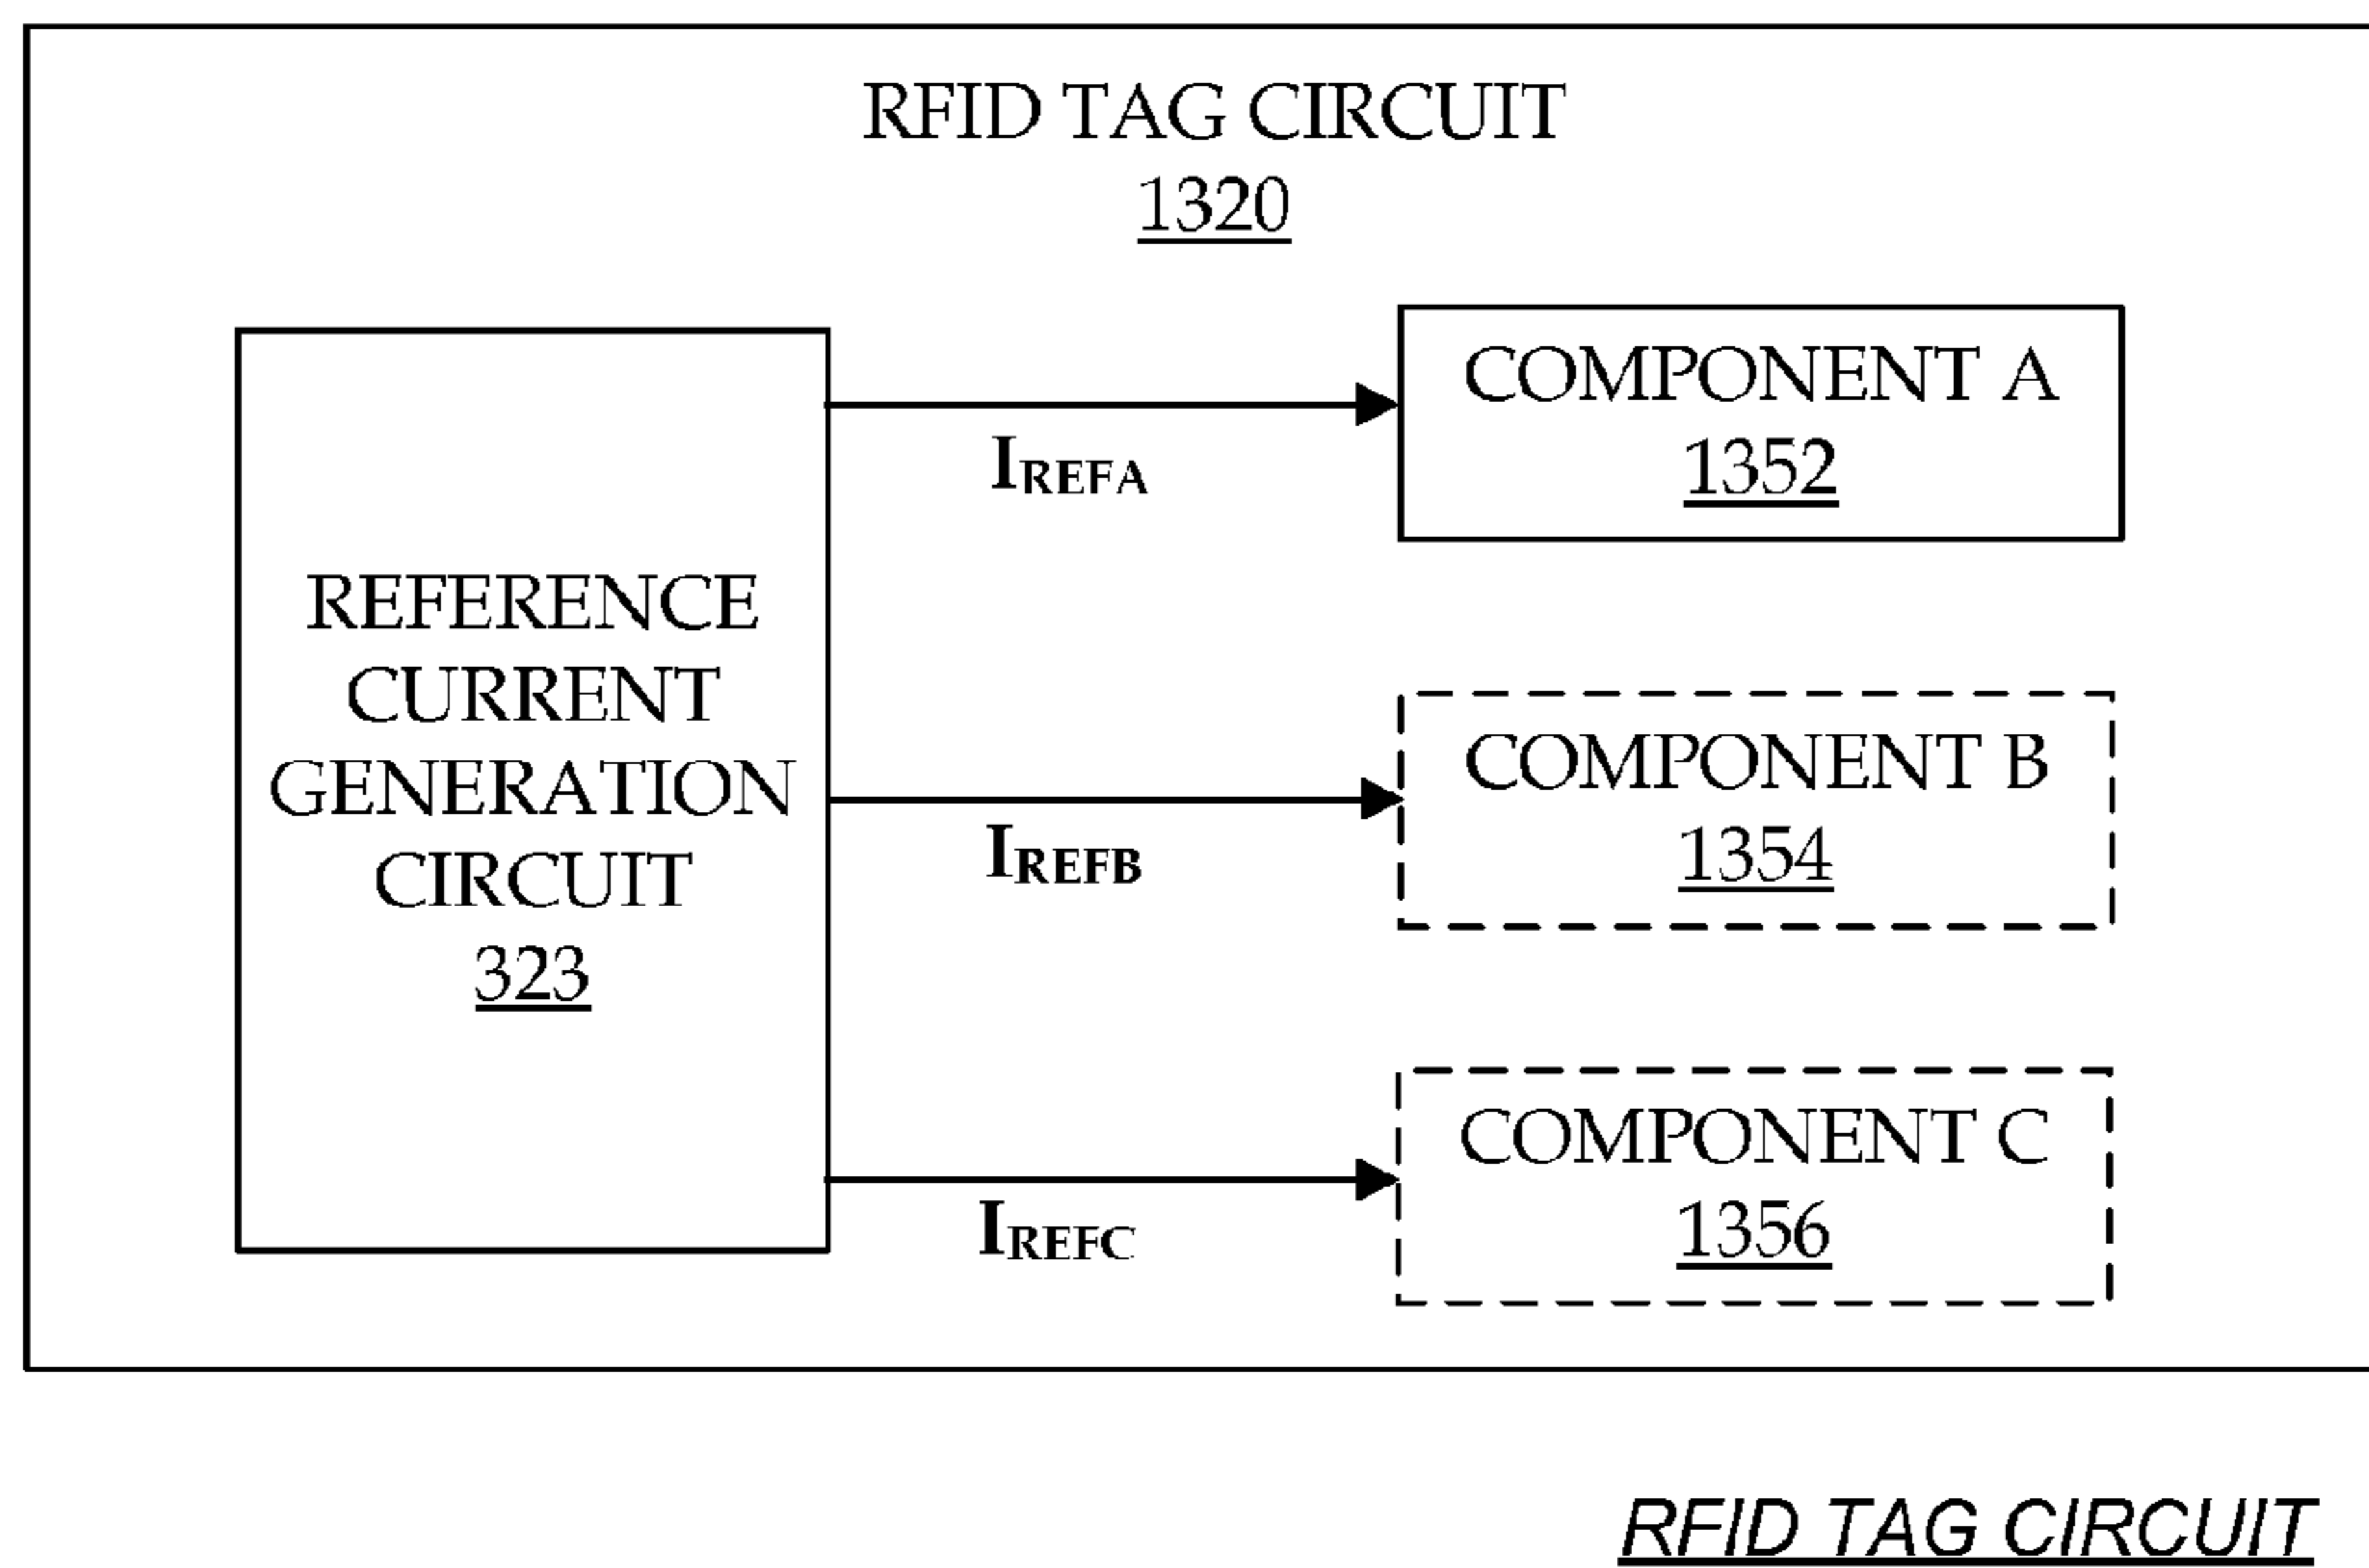 RFID TAG CIRCUIT
1320
REFERENCE
CURRENT
GENERATION
CIRCUIT
323
IREFA
COMPONENT A
1352
IREFB
COMPONENT B
1354
IREFC
COMPONENT C
1356
RFID TAG CIRCUIT